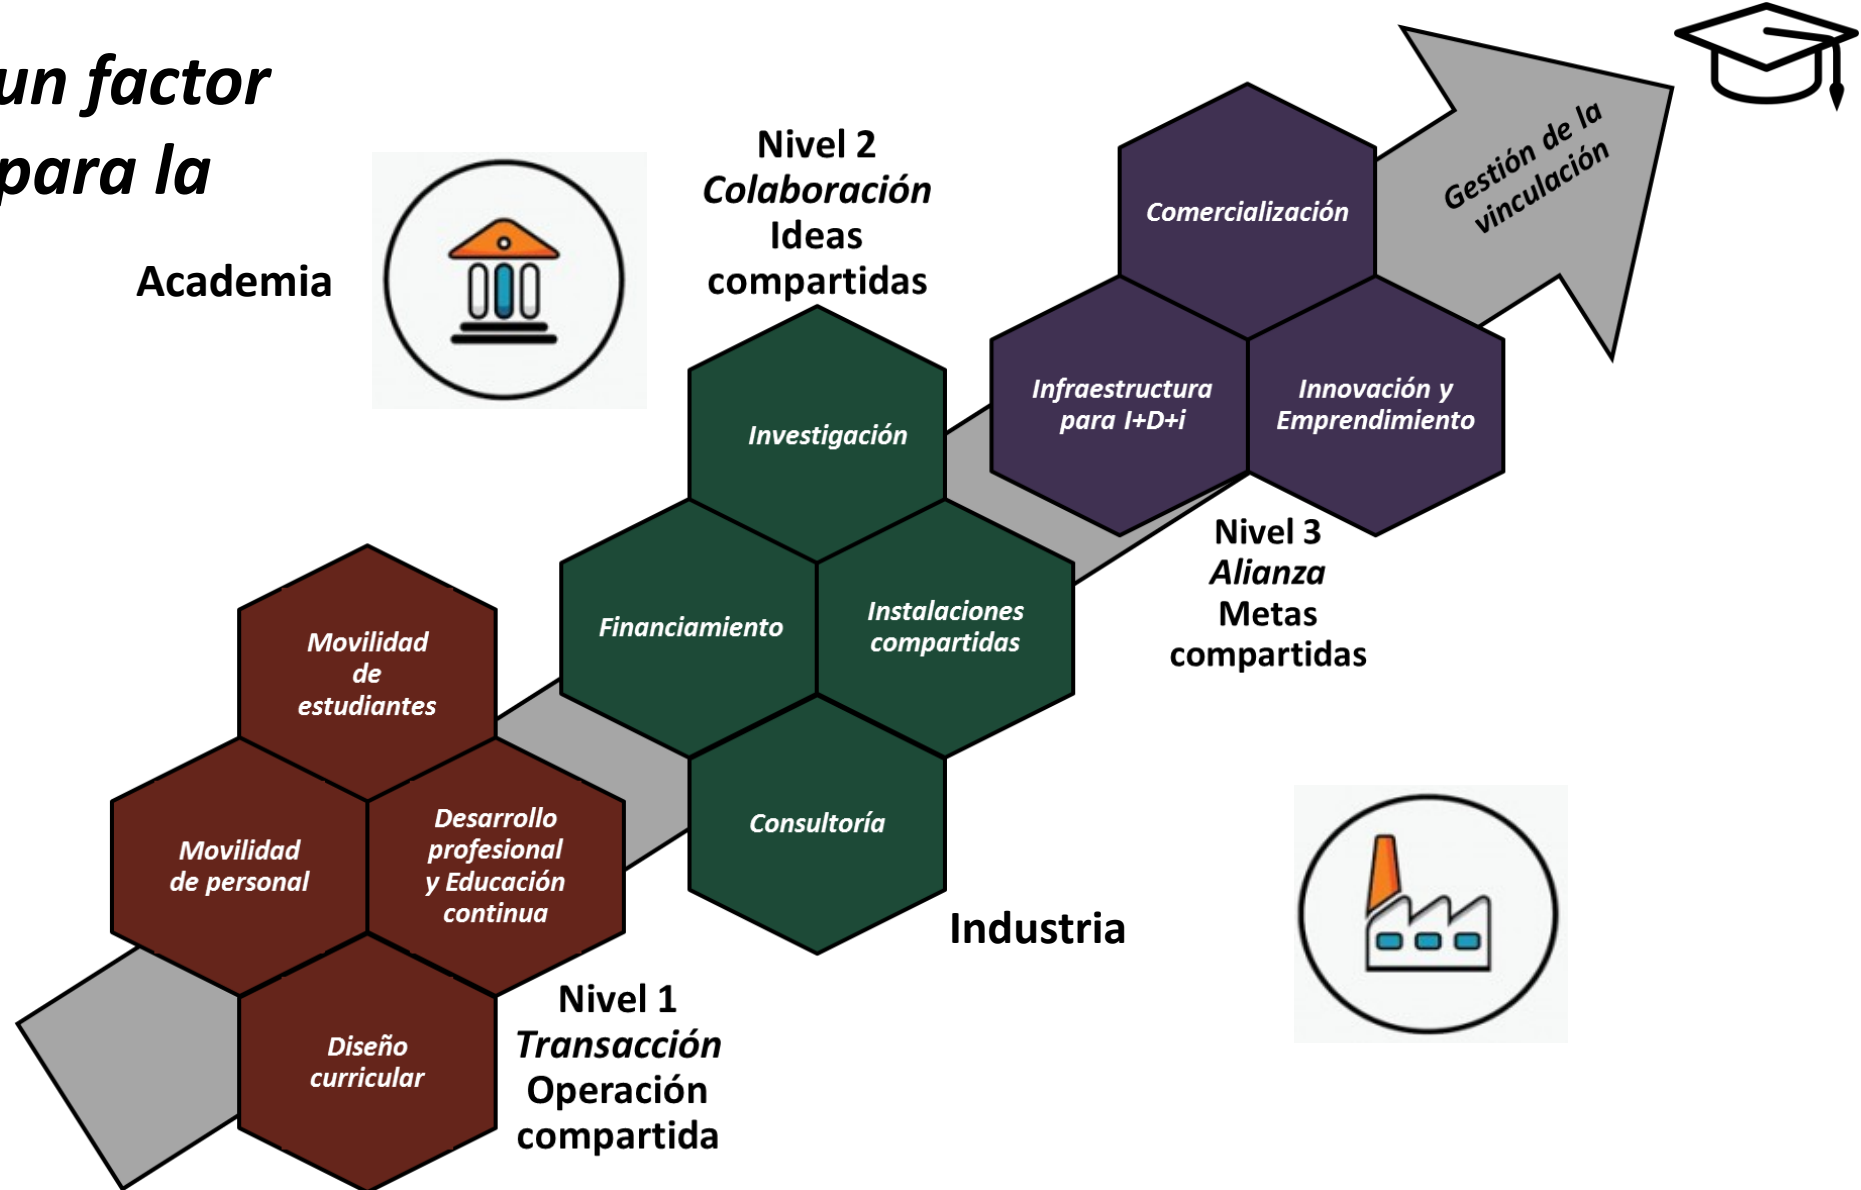 un factor
para la
Academia
Nivel 2
Colaboración
Ideas
compartidas
Comercialización
Gestión de la
vinculación
Infraestructura
para I+D+i
Innovación y
Emprendimiento
Investigación
Nivel 3
Alianza
Metas
compartidas
Financiamiento
Instalaciones
compartidas
Movilidad
de
estudiantes
Consultoría
Movilidad
de personal
Desarrollo
profesional
y Educación
continua
Industria
Nivel 1
Transacción
Operación
compartida
Diseño
curricular